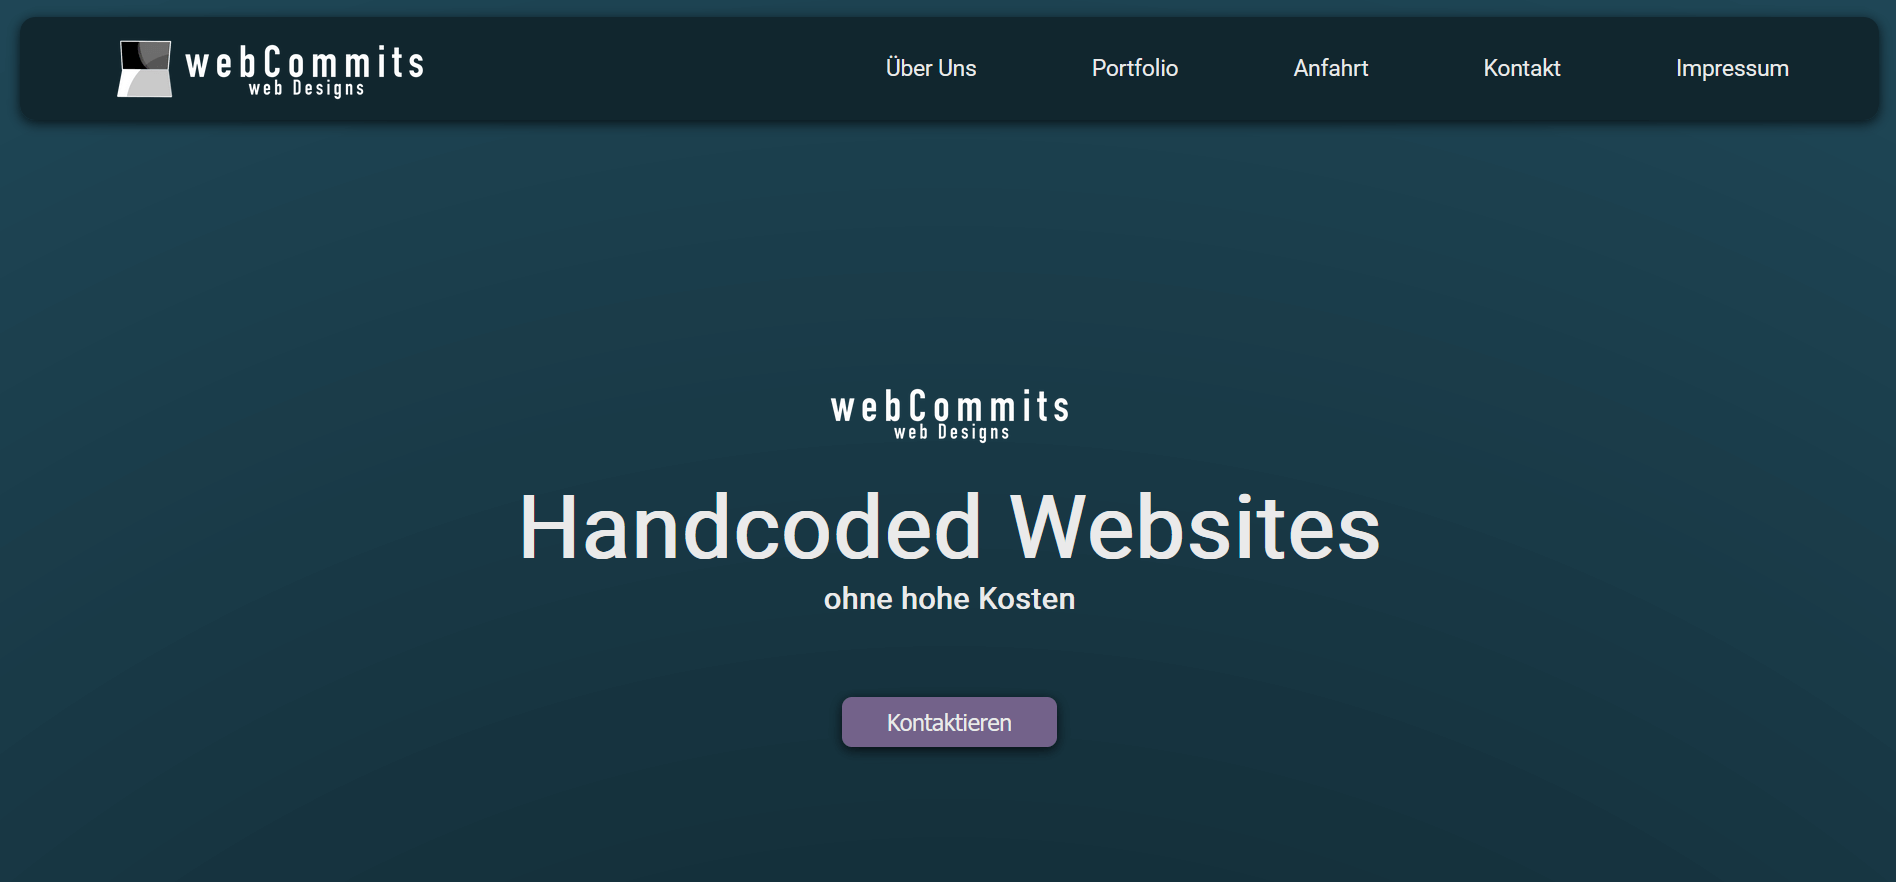 webCommits
web Designs
Über Uns
Portfolio
Anfahrt
Kontakt
Impressum
webCommits
web Designs
Handcoded Websites
ohne hohe Kosten
Kontaktieren